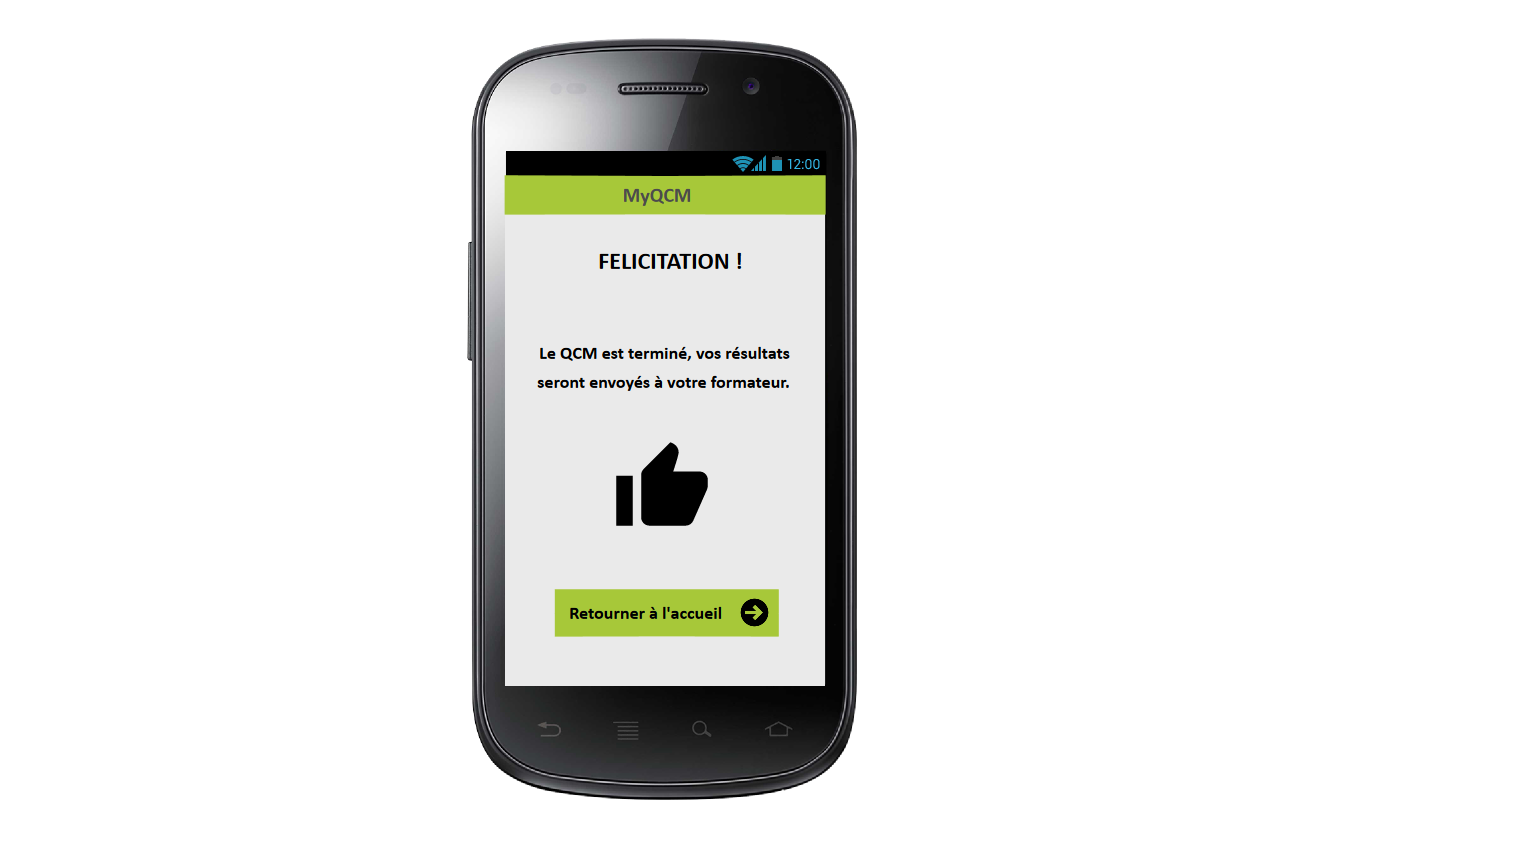 12:00
MyQCM
FELICITATION !
Le QCM est terminé, vos résultats
seront envoyés à votre formateur.
Retourner à l'accueil